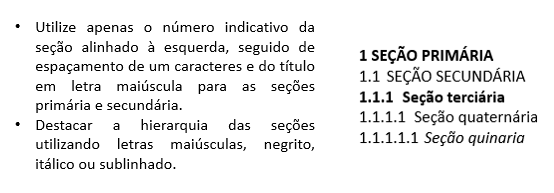 • Utilize apenas o número indicativo da
seção alinhado à esquerda, seguido de
espaçamento de um caracteres e do título
em letra maiúscula para as seções
primária e secundária.
• Destacar a hierarquia das seções
utilizando letras maiúsculas, negrito,
itálico ou sublinhado.
1 SEÇÃO PRIMÁRIA
1.1 SEÇÃO SECUNDÁRIA
1.1.1 Seção terciária
1.1.1.1 Seção quaternária
1.1.1.1.1 Seção quinaria